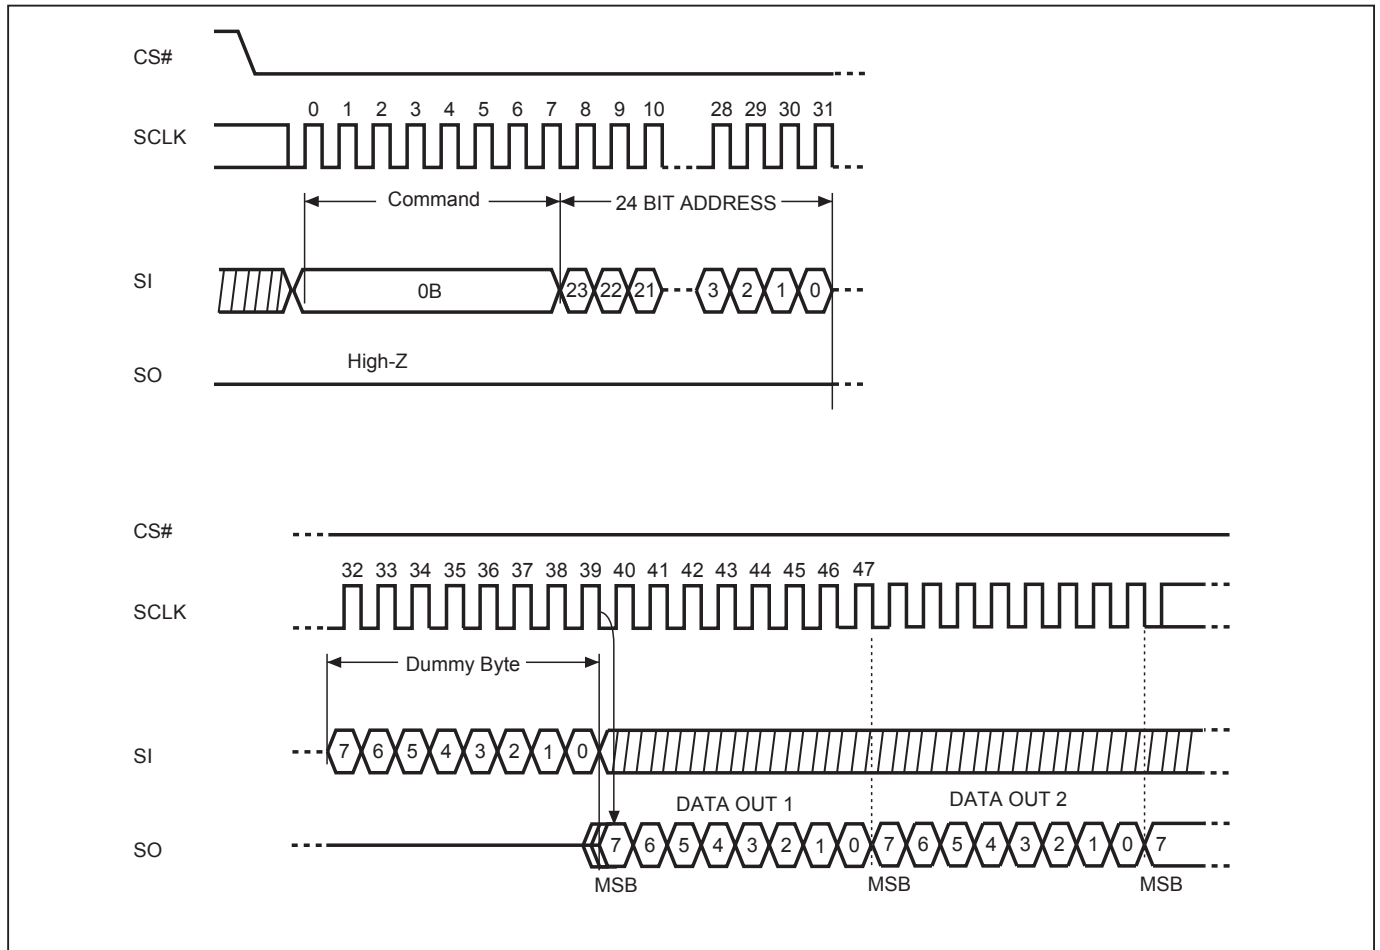 CS#
0 1 2 3 4 5 6 7 8 9 10 28 29 30 31
SCLK
Command 24 BIT ADDRESS
SI
0B 23 22 21 3 2 1 0
High-Z
SO
CS#
32 33 34 35 36 37 38 39 40 41 42 43 44 45 46 47
SCLK
Dummy Byte
SI
7 6 5 4 3 2 1 0
DATA OUT 1 DATA OUT 2
SO
7 6 5 4 3 2 1 0 7 6 5 4 3 2 1 0 7
MSB MSB MSB